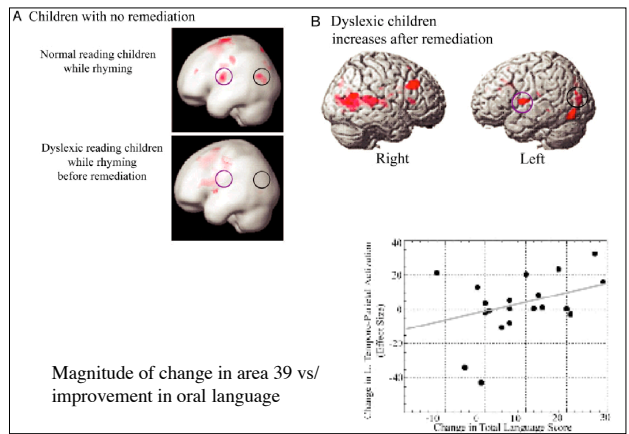 A Children with no remediation
Normal reading children
while rhyming
Dyslexic reading children
while rhyming
before remediation
B Dyslexic children
increases after remediation
Right
Left
Magnitude of change in area 39 vs/
improvement in oral language
Change in L. Temporo-Parietal Activation
(Effect Size)
40
20
0
-20
-40
-10
0
10
20
30
Change in Total Language Score